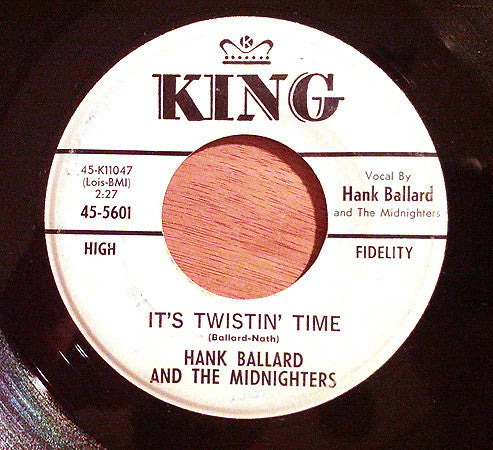 K
KING
45-K11047
(Lois-BMI)
2:27
45-5601
Vocal By
Hank Ballard
and The Midnighters
HIGH
FIDELITY
IT'S TWISTIN' TIME
(Ballard-Nath)
HANK BALLARD
AND THE MIDNIGHTERS